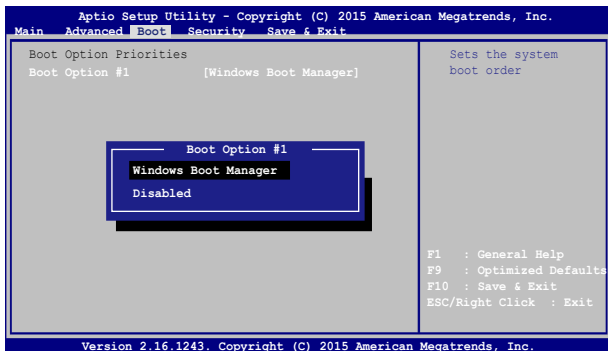 Aptio Setup Utility - Copyright (C) 2015 American Megatrends, Inc.
Main Advanced Boot Security Save & Exit
Boot Option Priorities
Boot Option #1 [Windows Boot Manager]
Sets the system
boot order
Boot Option #1
Windows Boot Manager
Disabled
F1 : General Help
F9 : Optimized Defaults
F10 : Save & Exit
ESC/Right Click : Exit
Version 2.16.1243. Copyright (C) 2015 American Megatrends, Inc.